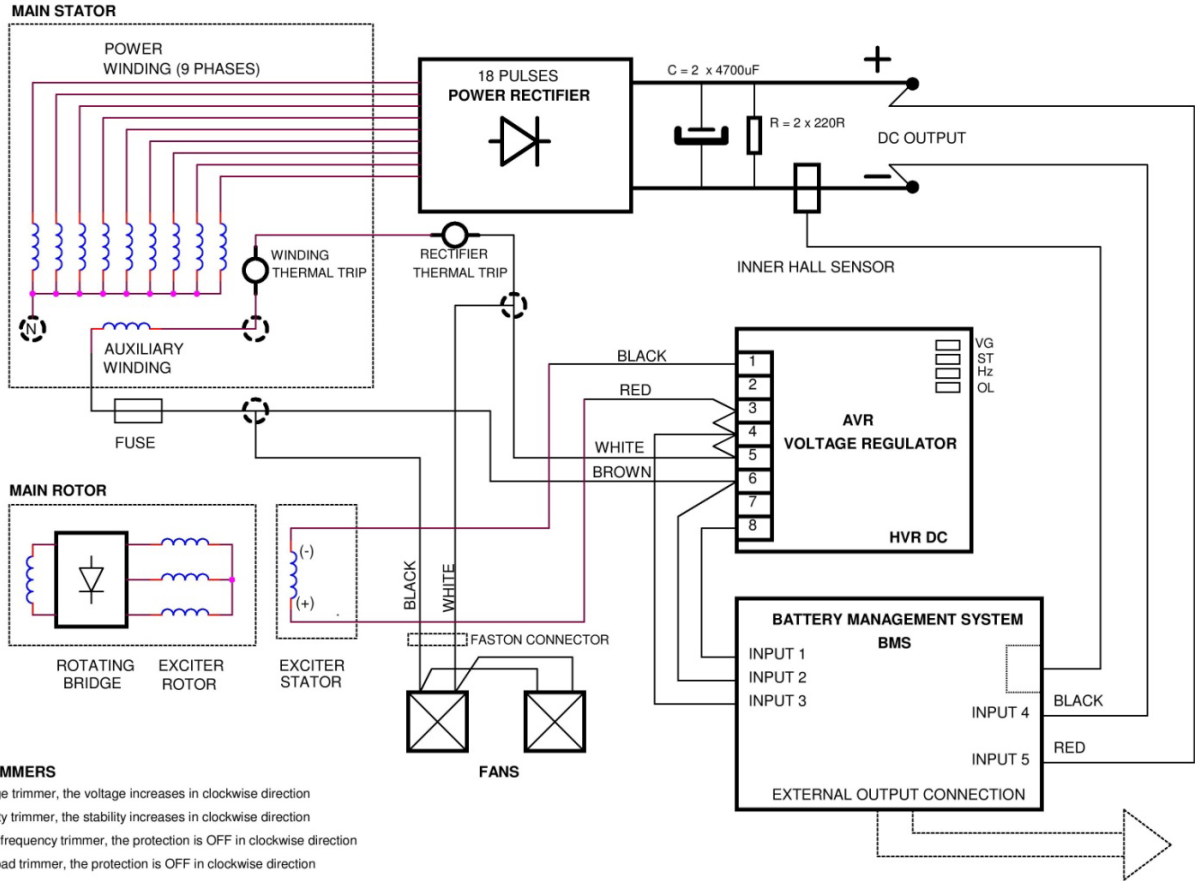 MAIN STATOR
POWER
WINDING (9 PHASES)
18 PULSES
POWER RECTIFIER
C = 2 x 4700uF
+
R = 2 x 220R
DC OUTPUT
−
WINDING
THERMAL TRIP
RECTIFIER
THERMAL TRIP
INNER HALL SENSOR
N
AUXILIARY
WINDING
FUSE
BLACK
RED
WHITE
BROWN
1
2
3
4
5
6
7
8
VG
ST
Hz
OL
AVR
VOLTAGE REGULATOR
HVR DC
MAIN ROTOR
(-)
(+)
BLACK
WHITE
FASTON CONNECTOR
ROTATING
BRIDGE
EXCITER
ROTOR
EXCITER
STATOR
FANS
BATTERY MANAGEMENT SYSTEM
BMS
INPUT 1
INPUT 2
INPUT 3
INPUT 4
INPUT 5
BLACK
RED
EXTERNAL OUTPUT CONNECTION
MMERS
trimmer, the voltage increases in clockwise direction
trimmer, the stability increases in clockwise direction
frequency trimmer, the protection is OFF in clockwise direction
trimmer, the protection is OFF in clockwise direction